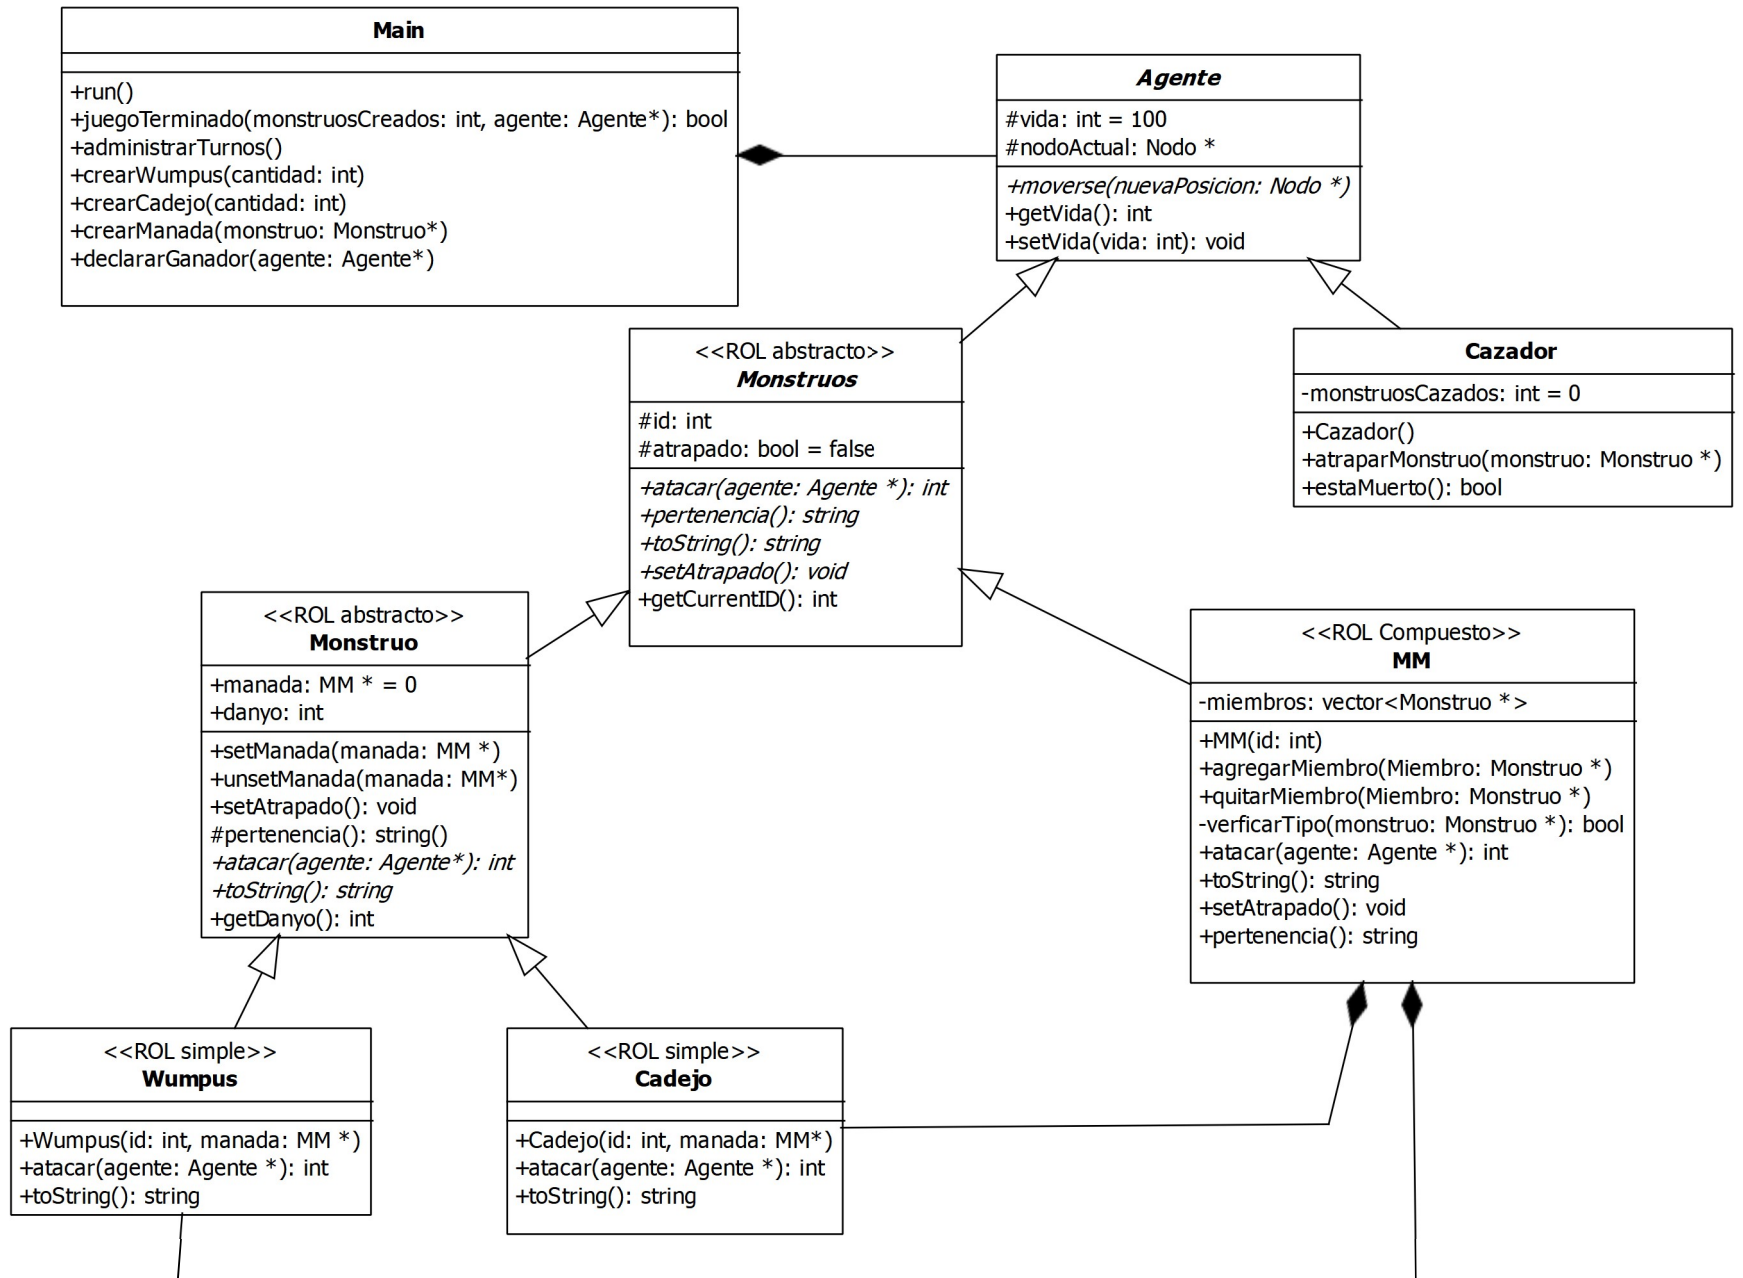 Main
+run()
+juegoTerminado(monstruosCreados: int, agente: Agente*): bool
+administrarTurnos()
+crearWumpus(cantidad: int)
+crearCadejo(cantidad: int)
+crearManada(monstruo: Monstruo*)
+declararGanador(agente: Agente*)
Agente
#vida: int = 100
#nodoActual: Nodo *
+moverse(nuevaPosicion: Nodo *)
+getVida(): int
+setVida(vida: int): void
<<ROL abstracto>>
Monstruos
#id: int
#atrapado: bool = false
+atacar(agente: Agente *): int
+pertenencia(): string
+toString(): string
+setAtrapado(): void
+getCurrentID(): int
Cazador
-monstruosCazados: int = 0
+Cazador()
+atraparMonstruo(monstruo: Monstruo *)
+estaMuerto(): bool
<<ROL abstracto>>
Monstruo
+manada: MM * = 0
+danyo: int
+setManada(manada: MM *)
+unsetManada(manada: MM*)
+setAtrapado(): void
#pertenencia(): string()
+atacar(agente: Agente*): int
+toString(): string
+getDanyo(): int
<<ROL Compuesto>>
MM
-miembros: vector<Monstruo *>
+MM(id: int)
+agregarMiembro(Miembro: Monstruo *)
+quitarMiembro(Miembro: Monstruo *)
-verficarTipo(monstruo: Monstruo *): bool
+atacar(agente: Agente *): int
+toString(): string
+setAtrapado(): void
+pertenencia(): string
<<ROL simple>>
Wumpus
+Wumpus(id: int, manada: MM *)
+atacar(agente: Agente *): int
+toString(): string
<<ROL simple>>
Cadejo
+Cadejo(id: int, manada: MM*)
+atacar(agente: Agente *): int
+toString(): string